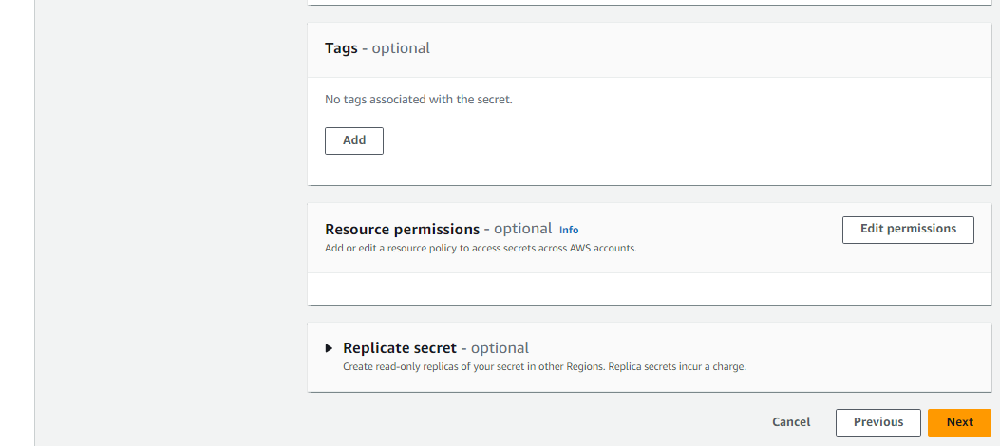 Tags - optional
No tags associated with the secret.
Add
Resource permissions - optional Info
Edit permissions
Add or edit a resource policy to access secrets across AWS accounts.
Replicate secret - optional
Create read-only replicas of your secret in other Regions. Replica secrets incur a charge.
Cancel
Previous
Next